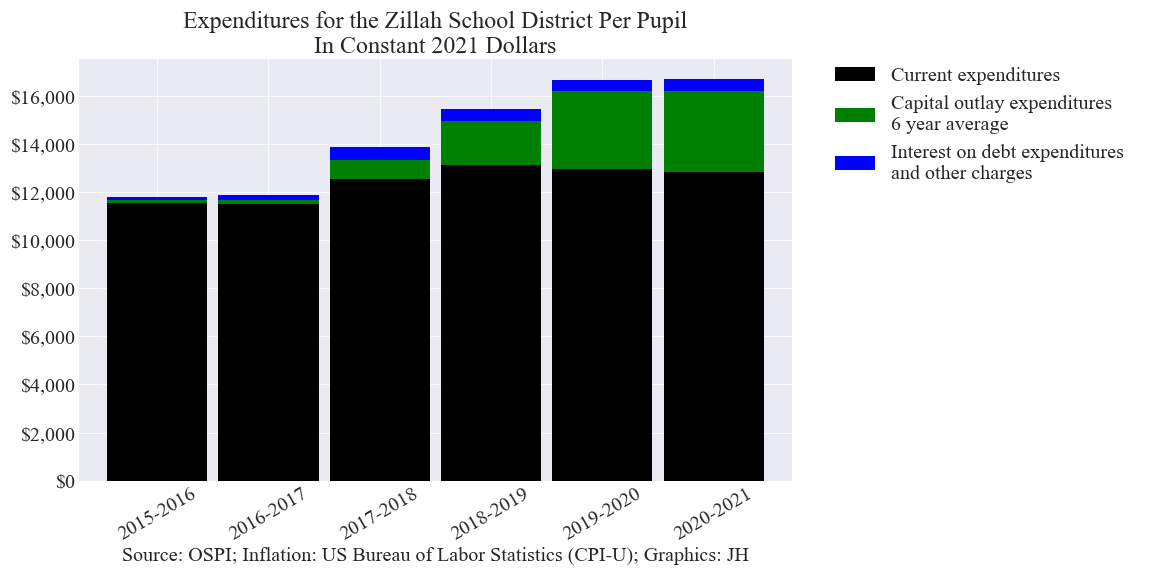 Expenditures for the Zillah School District Per Pupil
In Constant 2021 Dollars
Current expenditures
Capital outlay expenditures
6 year average
Interest on debt expenditures
and other charges
$16,000
$14,000
$12,000
$10,000
$8,000
$6,000
$4,000
$2,000
$0
2015-2016
2016-2017
2017-2018
2018-2019
2019-2020
2020-2021
Source: OSPI; Inflation: US Bureau of Labor Statistics (CPI-U); Graphics: JH